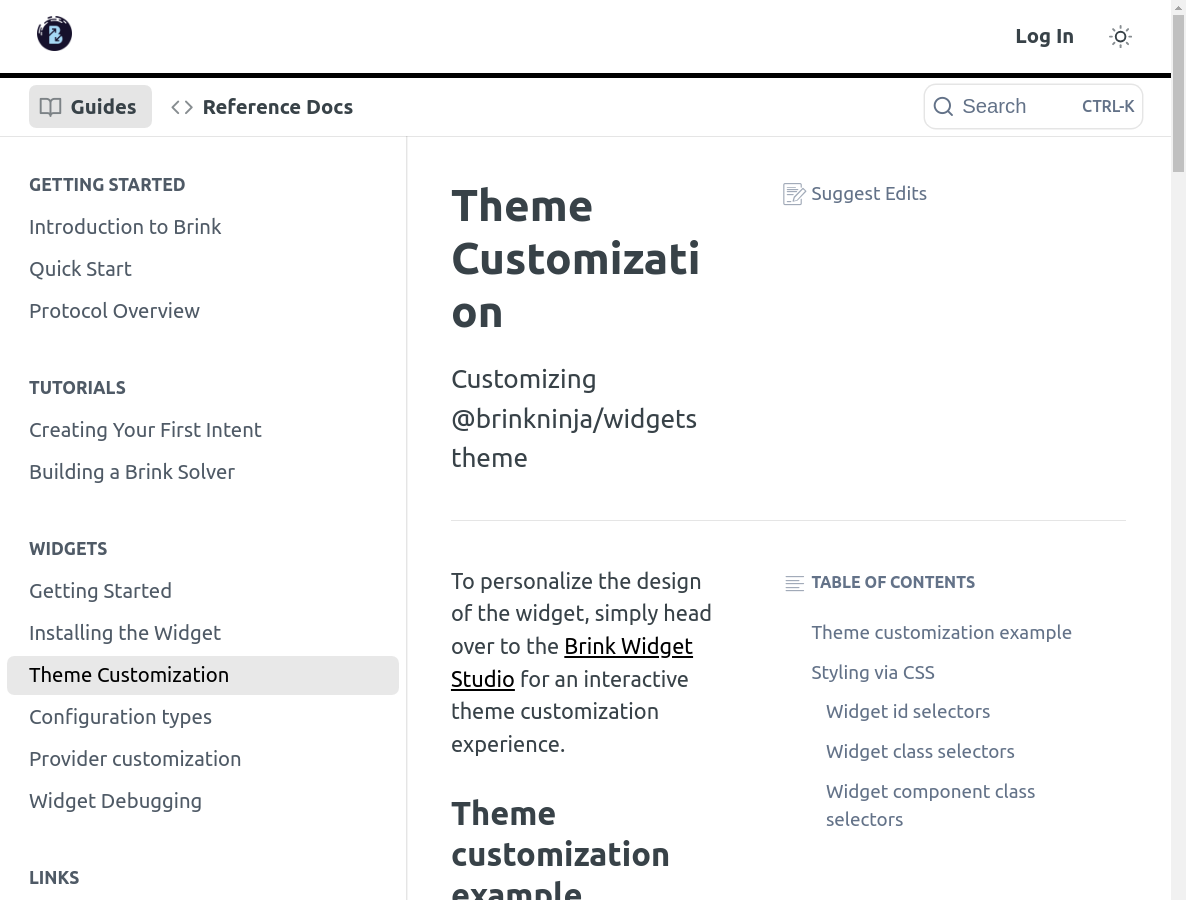 Log In
Guides
Reference Docs
Search
CTRL-K
GETTING STARTED
Introduction to Brink
Quick Start
Protocol Overview
TUTORIALS
Creating Your First Intent
Building a Brink Solver
WIDGETS
Getting Started
Installing the Widget
Theme Customization
Configuration types
Provider customization
Widget Debugging
LINKS
Theme
Customizati
on
Customizing
@brinkninja/widgets
theme
Suggest Edits
To personalize the design
of the widget, simply head
over to the Brink Widget
Studio for an interactive
theme customization
experience.
Theme
customization
example
TABLE OF CONTENTS
Theme customization example
Styling via CSS
Widget id selectors
Widget class selectors
Widget component class
selectors